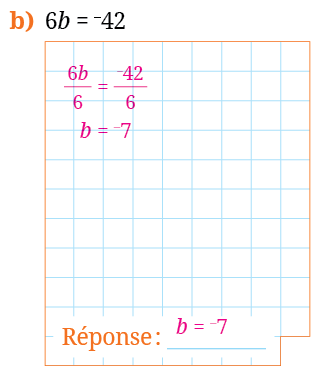 b) 6b = ⁻42
6b/6 = ⁻42/6
b = ⁻7
Réponse : b = ⁻7